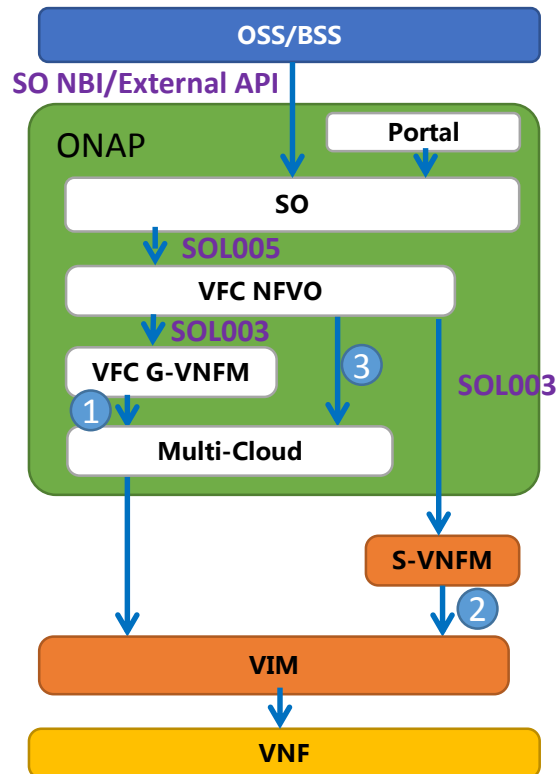 OSS/BSS
SO NBI/External API
ONAP
Portal
SO
SOL005
VFC NFVO
SOL003
VFC G-VNFM
3
SOL003
1
Multi-Cloud
S-VNFM
2
VIM
VNF